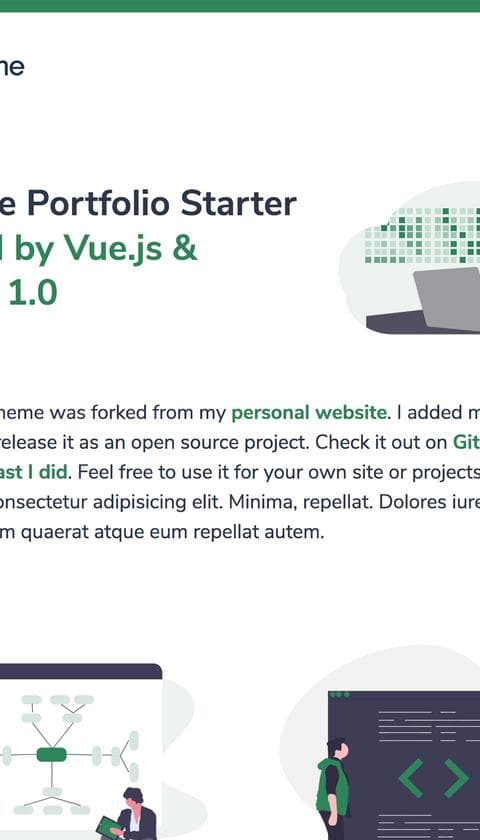 e Portfolio Starter
by Vue.js &
1.0
heme was forked from my personal website. I added m
elease it as an open source project. Check it out on Git
ast I did. Feel free to use it for your own site or projects
onsectetur adipisicing elit. Minima, repellat. Dolores iure
m quaerat atque eum repellat autem.